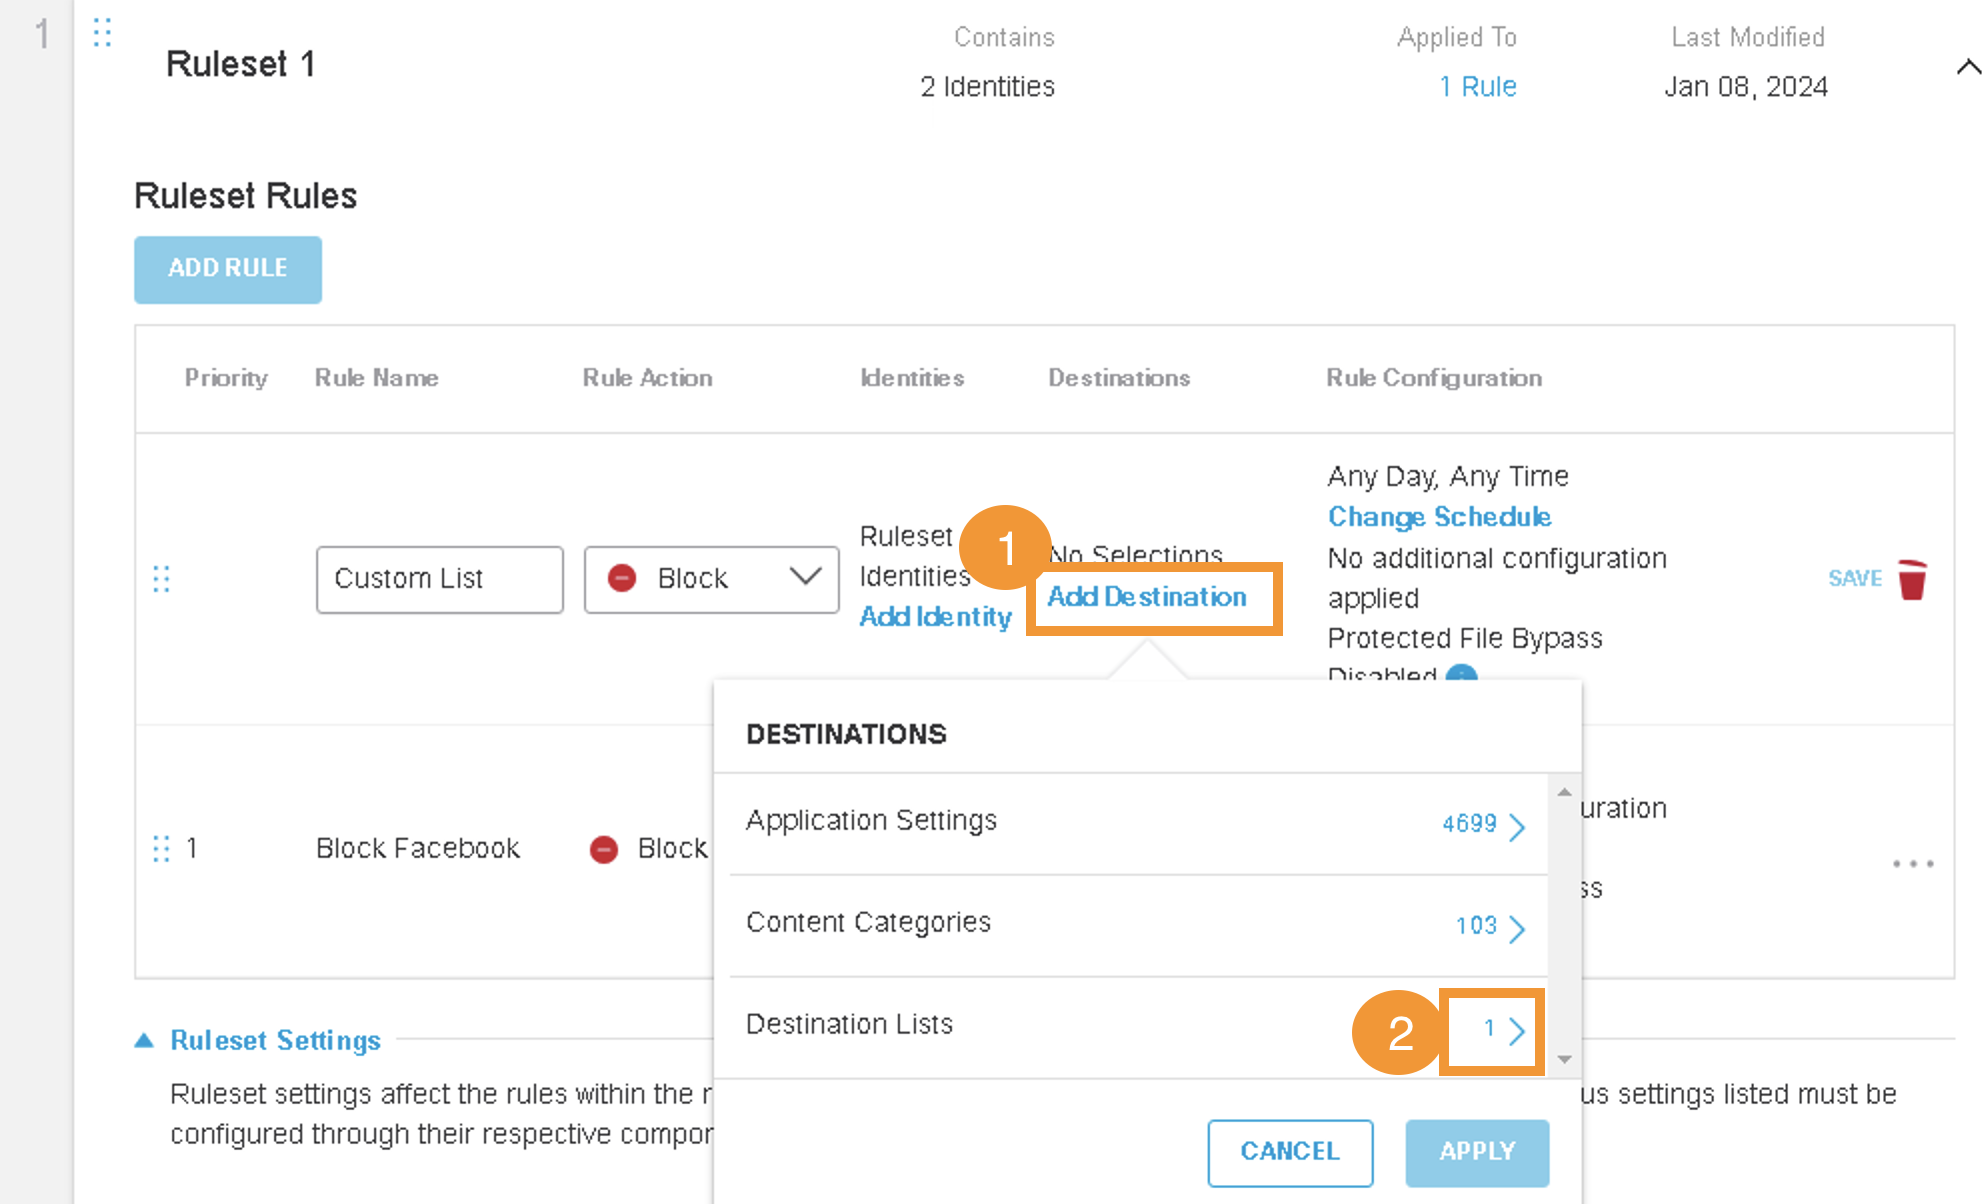 1
Ruleset 1
Contains
2 Identities
Applied To
1 Rule
Last Modified
Jan 08, 2024
Ruleset Rules
ADD RULE
Priority Rule Name Rule Action Identities Destinations Rule Configuration
Custom List
Block
Ruleset
Identities
Add Identity
1
No Selections
Add Destination
Any Day, Any Time
Change Schedule
No additional configuration
applied
Protected File Bypass
Disabled
SAVE
1 Block Facebook Block
uration
ss
DESTINATIONS
Application Settings 4699
Content Categories 103
Destination Lists 2 1
CANCEL APPLY
Ruleset Settings
Ruleset settings affect the rules within the r us settings listed must be
configured through their respective compor